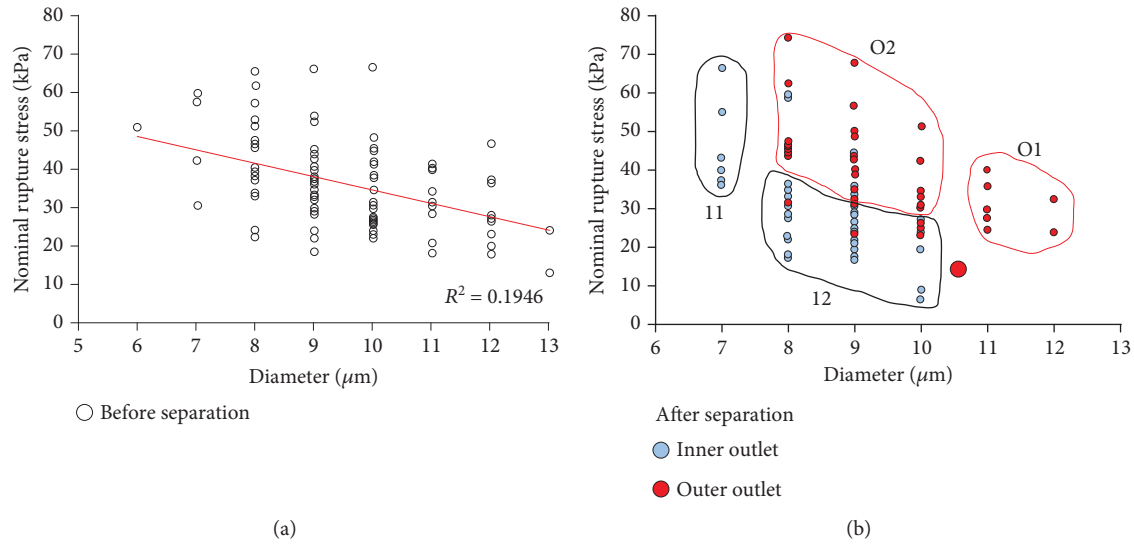 80
70
60
50
40
30
20
10
0
Nominal rupture stress (kPa)
R² = 0.1946
5 6 7 8 9 10 11 12 13
Diameter (μm)
Before separation
(a)
80
70
60
50
40
30
20
10
0
Nominal rupture stress (kPa)
O2
O1
11
12
6 7 8 9 10 11 12 13
Diameter (μm)
After separation
Inner outlet
Outer outlet
(b)